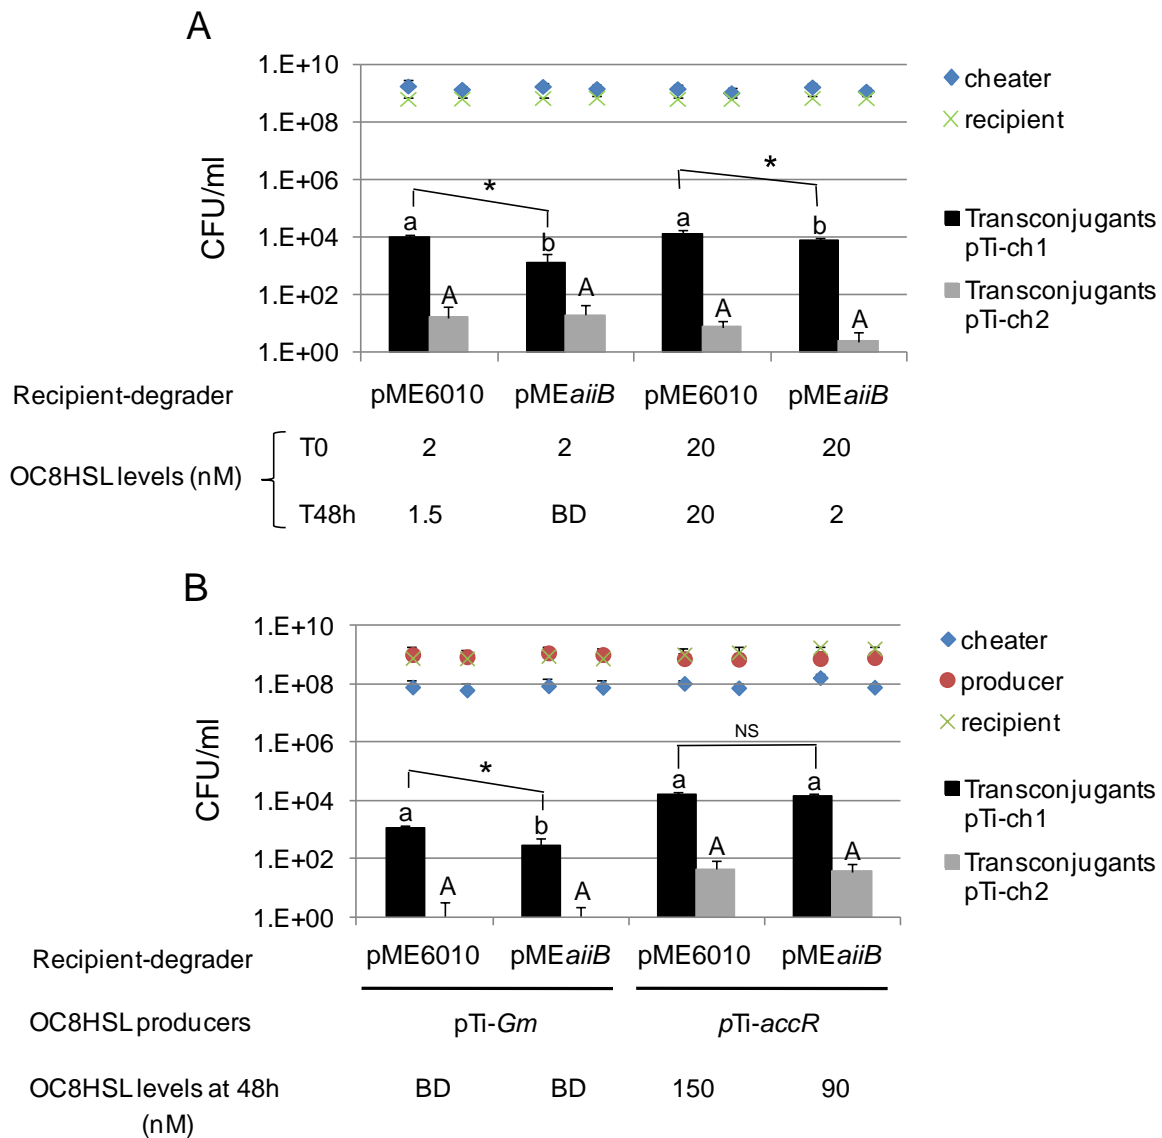 A
1.E+10
1.E+08
1.E+06
1.E+04
1.E+02
1.E+00
CFU/ml
* *
a b a b
A A A A
cheater
recipient
Transconjugants
pTi-ch1
Transconjugants
pTi-ch2
Recipient-degrader pME6010 pMEaiiB pME6010 pMEaiiB
OC8HSL levels (nM)
T0 2 2 20 20
T48h 1.5 BD 20 2
B
1.E+10
1.E+08
1.E+06
1.E+04
1.E+02
1.E+00
CFU/ml
* NS
a b a a
A A A A
cheater
producer
recipient
Transconjugants
pTi-ch1
Transconjugants
pTi-ch2
Recipient-degrader pME6010 pMEaiiB pME6010 pMEaiiB
OC8HSL producers pTi-Gm pTi-accR
OC8HSL levels at 48h BD BD 150 90
(nM)